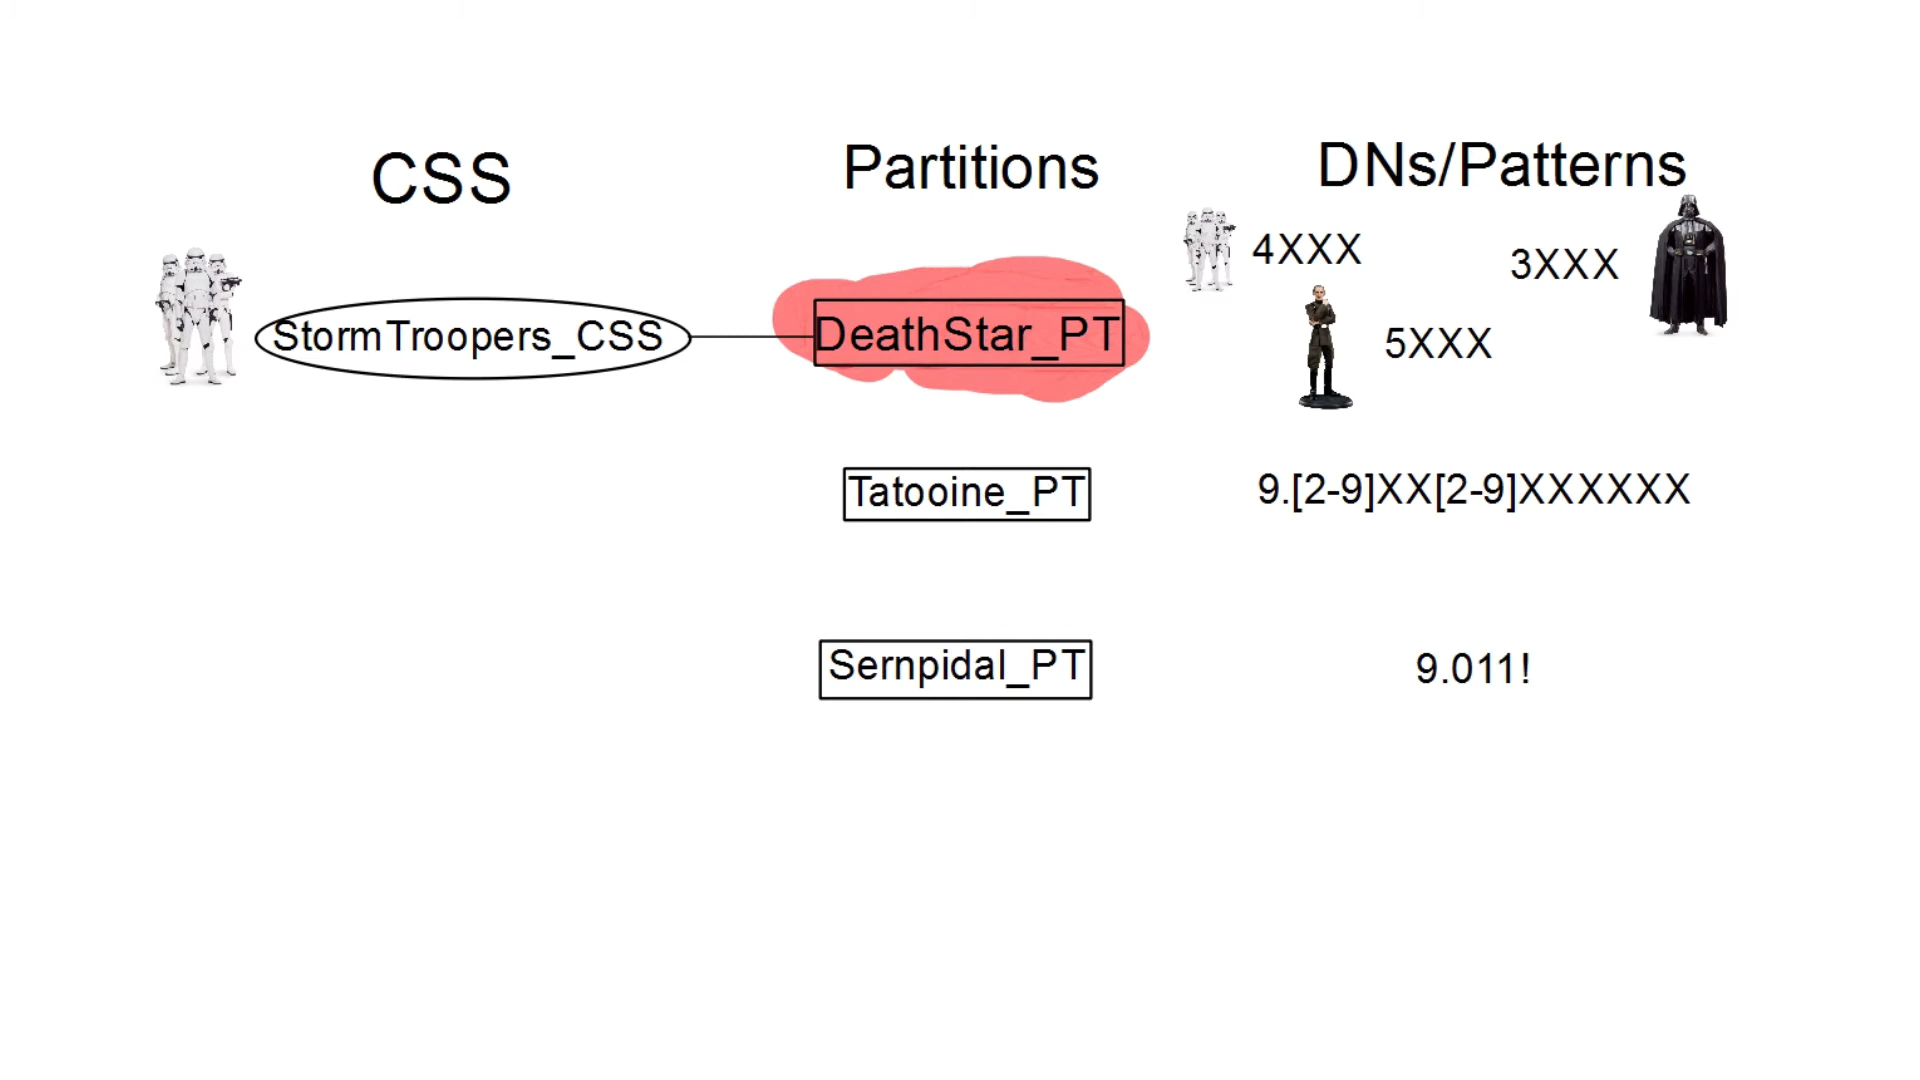 CSS
Partitions
DNs/Patterns
4XXX
3XXX
StormTroopers_CSS
DeathStar_PT
5XXX
Tatooine_PT
9.[2-9]XX[2-9]XXXXXX
Sernpidal_PT
9.011!